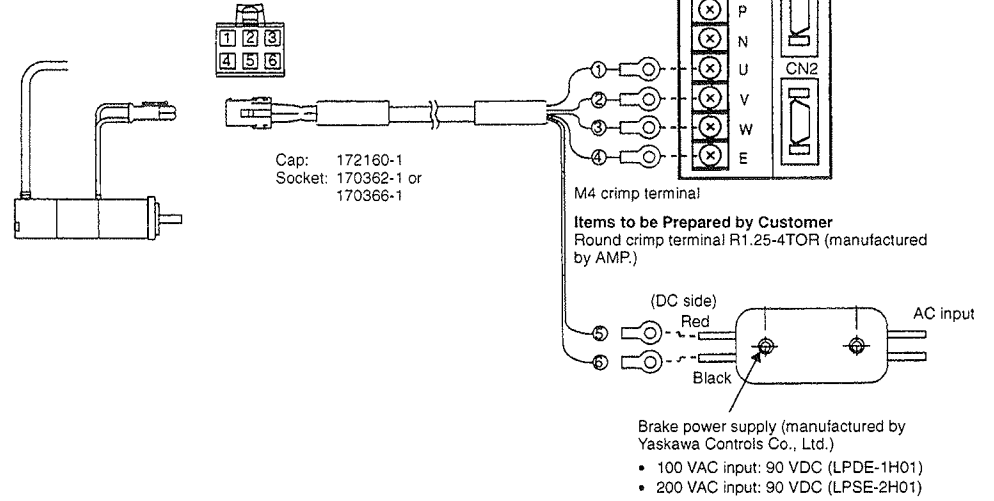 P
N
U
V
W
E
CN2
1 2 3
4 5 6
1
2
3
4
Cap: 172160-1
Socket: 170362-1 or
170366-1
M4 crimp terminal
Items to be Prepared by Customer
Round crimp terminal R1.25-4TOR (manufactured
by AMP.)
(DC side)
Red
AC input
5
6
Black
Brake power supply (manufactured by
Yaskawa Controls Co., Ltd.)
• 100 VAC input: 90 VDC (LPDE-1H01)
• 200 VAC input: 90 VDC (LPSE-2H01)